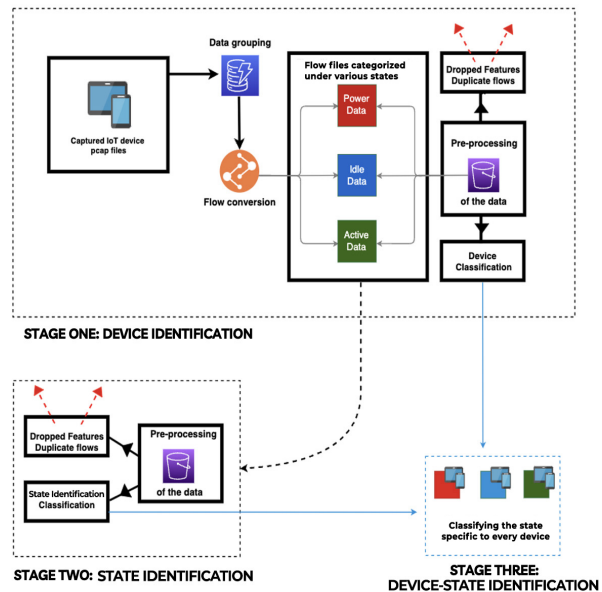 Data grouping
Captured IoT device
pcap files
Flow conversion
Flow files categorized
under various states
Power
Data
Idle
Data
Active
Data
Dropped Features
Duplicate flows
Pre-processing
of the data
Device
Classification
STAGE ONE: DEVICE IDENTIFICATION
Dropped Features
Duplicate flows
Pre-processing
of the data
State Identification
Classification
STAGE TWO: STATE IDENTIFICATION
Classifying the state
specific to every device
STAGE THREE:
DEVICE-STATE IDENTIFICATION